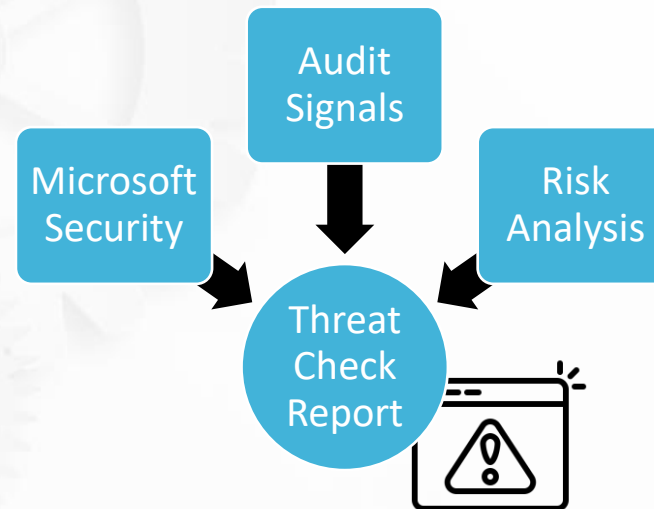 Audit
Signals
Microsoft
Security
Risk
Analysis
Threat
Check
Report